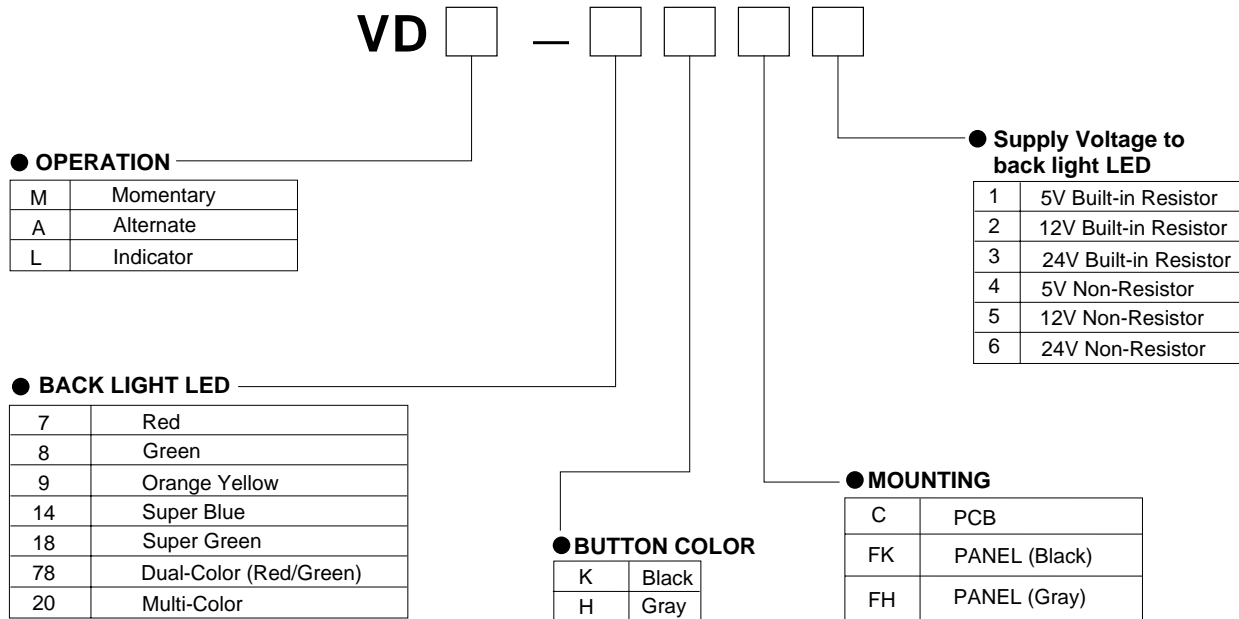 VD —
● OPERATION
M Momentary
A Alternate
L Indicator
● Supply Voltage to
back light LED
1 5V Built-in Resistor
2 12V Built-in Resistor
3 24V Built-in Resistor
4 5V Non-Resistor
5 12V Non-Resistor
6 24V Non-Resistor
● BACK LIGHT LED
7 Red
8 Green
9 Orange Yellow
14 Super Blue
18 Super Green
78 Dual-Color (Red/Green)
20 Multi-Color
● BUTTON COLOR
K Black
H Gray
● MOUNTING
C PCB
FK PANEL (Black)
FH PANEL (Gray)